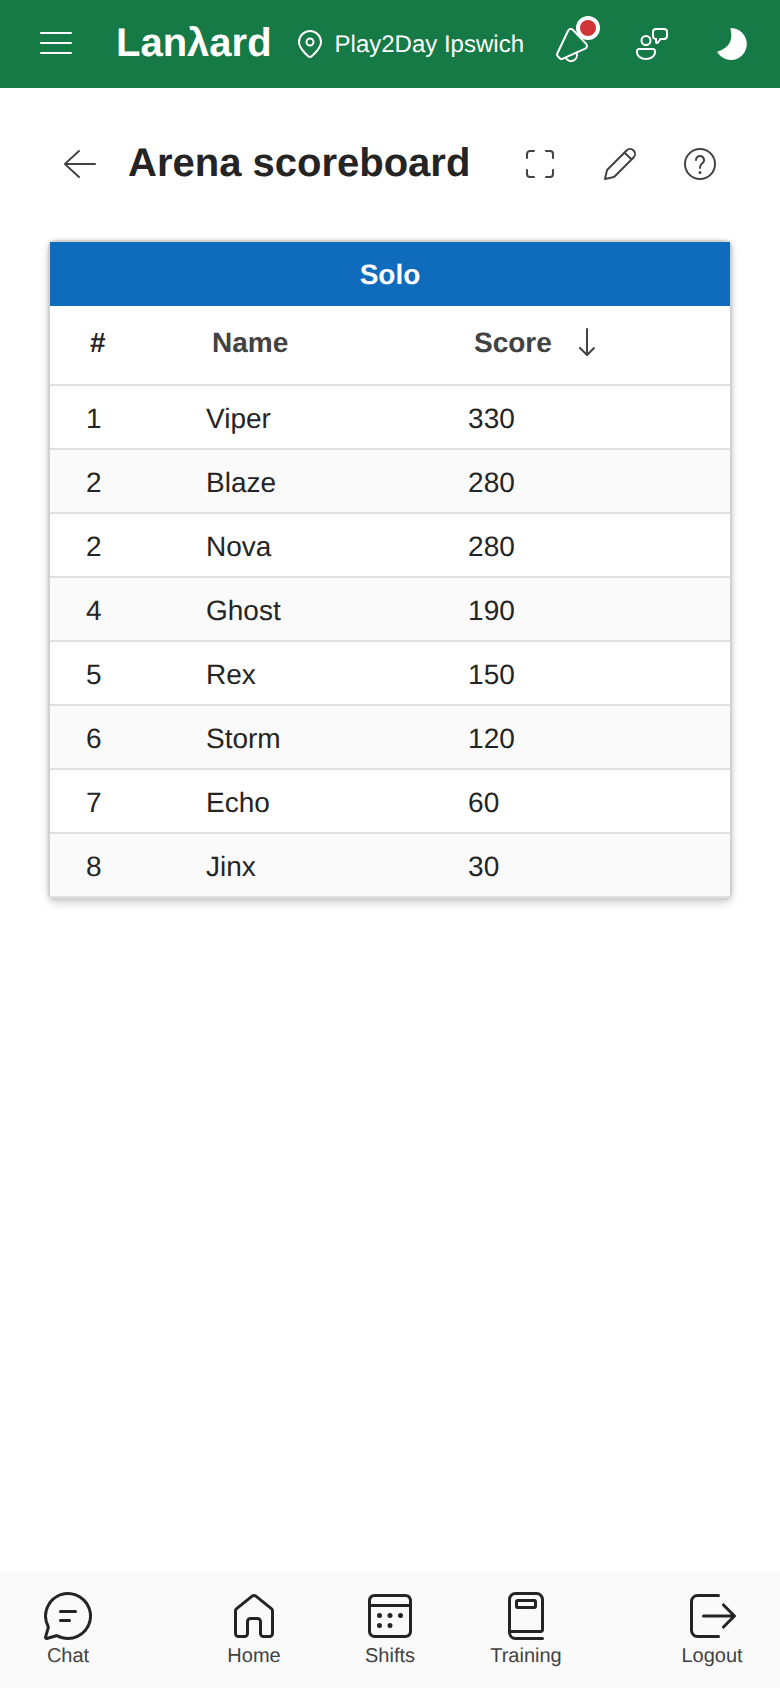 Lanλard Play2Day Ipswich
Arena scoreboard
Solo
# Name Score
1 Viper 330
2 Blaze 280
2 Nova 280
4 Ghost 190
5 Rex 150
6 Storm 120
7 Echo 60
8 Jinx 30
Chat Home Shifts Training Logout